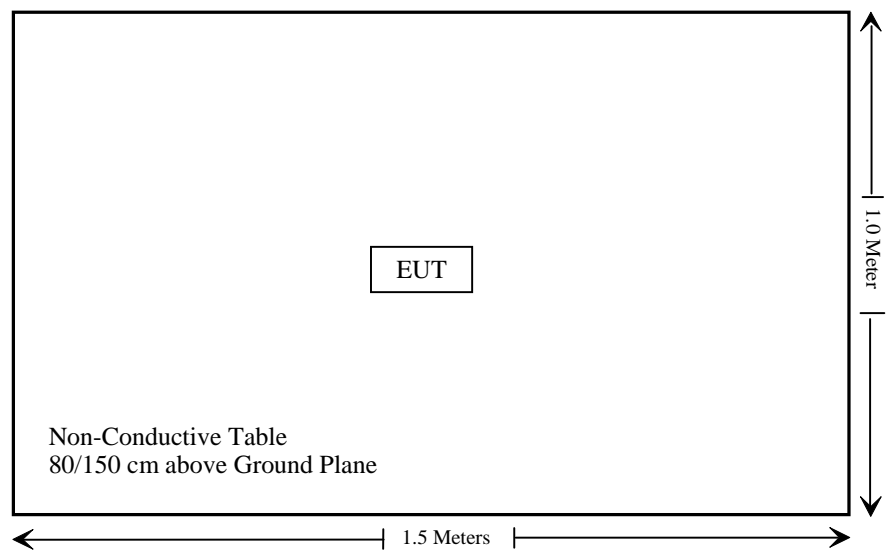 EUT
1.0 Meter
Non-Conductive Table
80/150 cm above Ground Plane
1.5 Meters